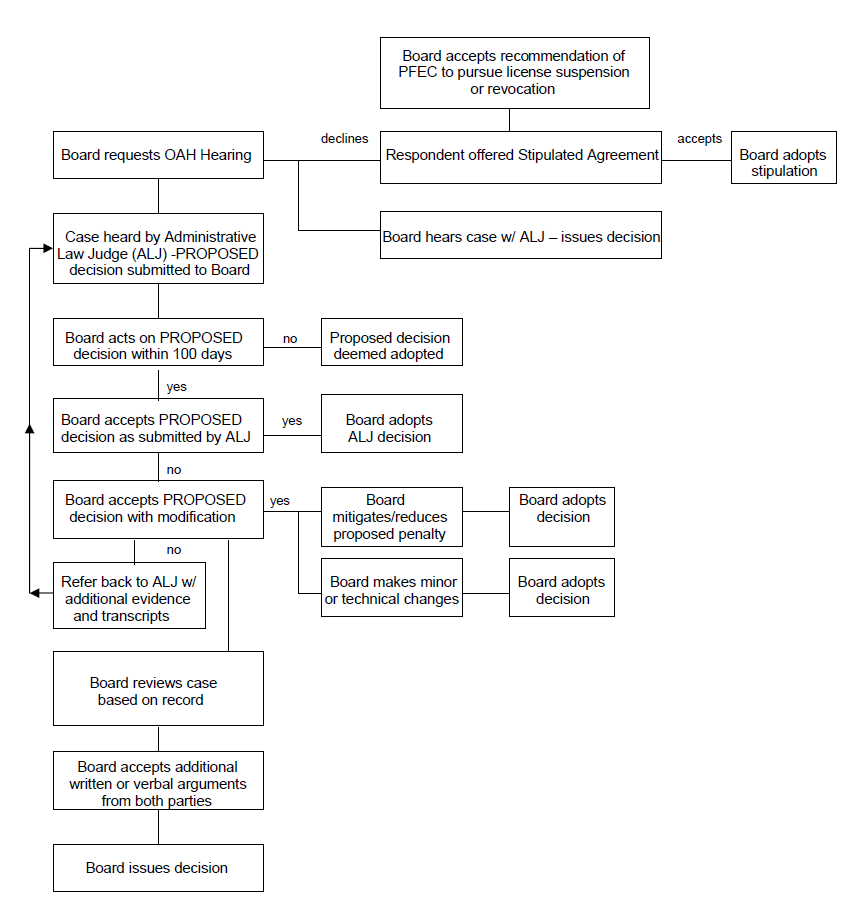 Board accepts recommendation of
PFEC to pursue license suspension
or revocation
declines
accepts
Board requests OAH Hearing
Respondent offered Stipulated Agreement
Board adopts
stipulation
Case heard by Administrative
Law Judge (ALJ) -PROPOSED
decision submitted to Board
Board hears case w/ ALJ – issues decision
Board acts on PROPOSED
decision within 100 days
no
Proposed decision
deemed adopted
yes
Board accepts PROPOSED
decision as submitted by ALJ
yes
Board adopts
ALJ decision
no
Board accepts PROPOSED
decision with modification
yes
Board
mitigates/reduces
proposed penalty
Board adopts
decision
no
Refer back to ALJ w/
additional evidence
and transcripts
Board makes minor
or technical changes
Board adopts
decision
Board reviews case
based on record
Board accepts additional
written or verbal arguments
from both parties
Board issues decision